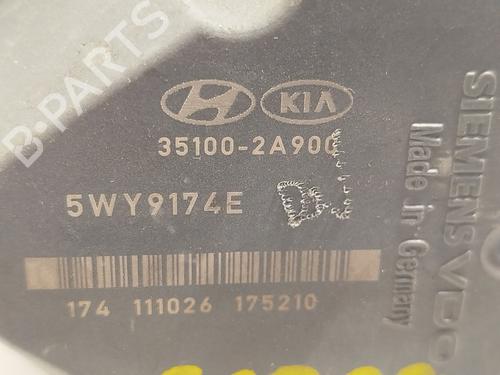 B-PARTS
KIA
35100-2A900
5WY9174E
174 111026 175210
SIEMENS VDO
Made in Germany